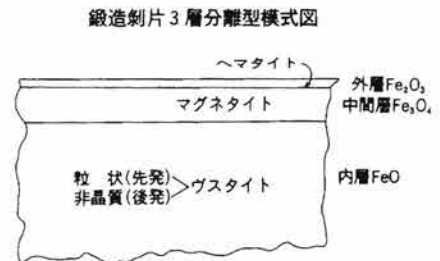 鍛造剝片3層分離型模式図
ヘマタイト
外層Fe₂O₃
マグネタイト
中間層Fe₃O₄
粒 状(先発)
非晶質(後発)
ヴスタイト
内層FeO